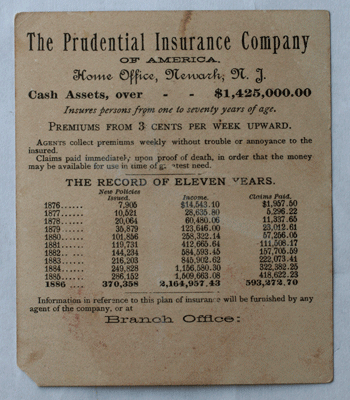 The Prudential Insurance Company
OF AMERICA.
Home Office, Newark, N. J.
Cash Assets, over - - $1,425,000.00
Insures persons from one to seventy years of age.
PREMIUMS FROM 3 CENTS PER WEEK UPWARD.
AGENTS collect premiums weekly without trouble or annoyance to the
insured.
Claims paid immediately upon proof of death, in order that the money
may be available for use in time of greatest need.
THE RECORD OF ELEVEN YEARS.
New Policies Issued. Income. Claims Paid.
1876...... 7,905 $14,543.10 $1,957.50
1877...... 10,521 28,635.80 5,296.22
1878...... 20,064 60,480.06 11,337.65
1879...... 35,879 123,646.00 23,012.61
1880...... 101,856 258,322.14 57,256.05
1881...... 119,731 412,665.64 111,508.17
1882...... 144,234 584,593.45 157,705.59
1883...... 216,303 845,902.62 222,073.41
1884...... 249,828 1,156,580.30 322,382.25
1885...... 286,152 1,509,663.08 418,622.23
1886 .... 370,358 2,164,957.43 593,272.70
Information in reference to this plan of insurance will be furnished by any
agent of the company, or at
Branch Office: